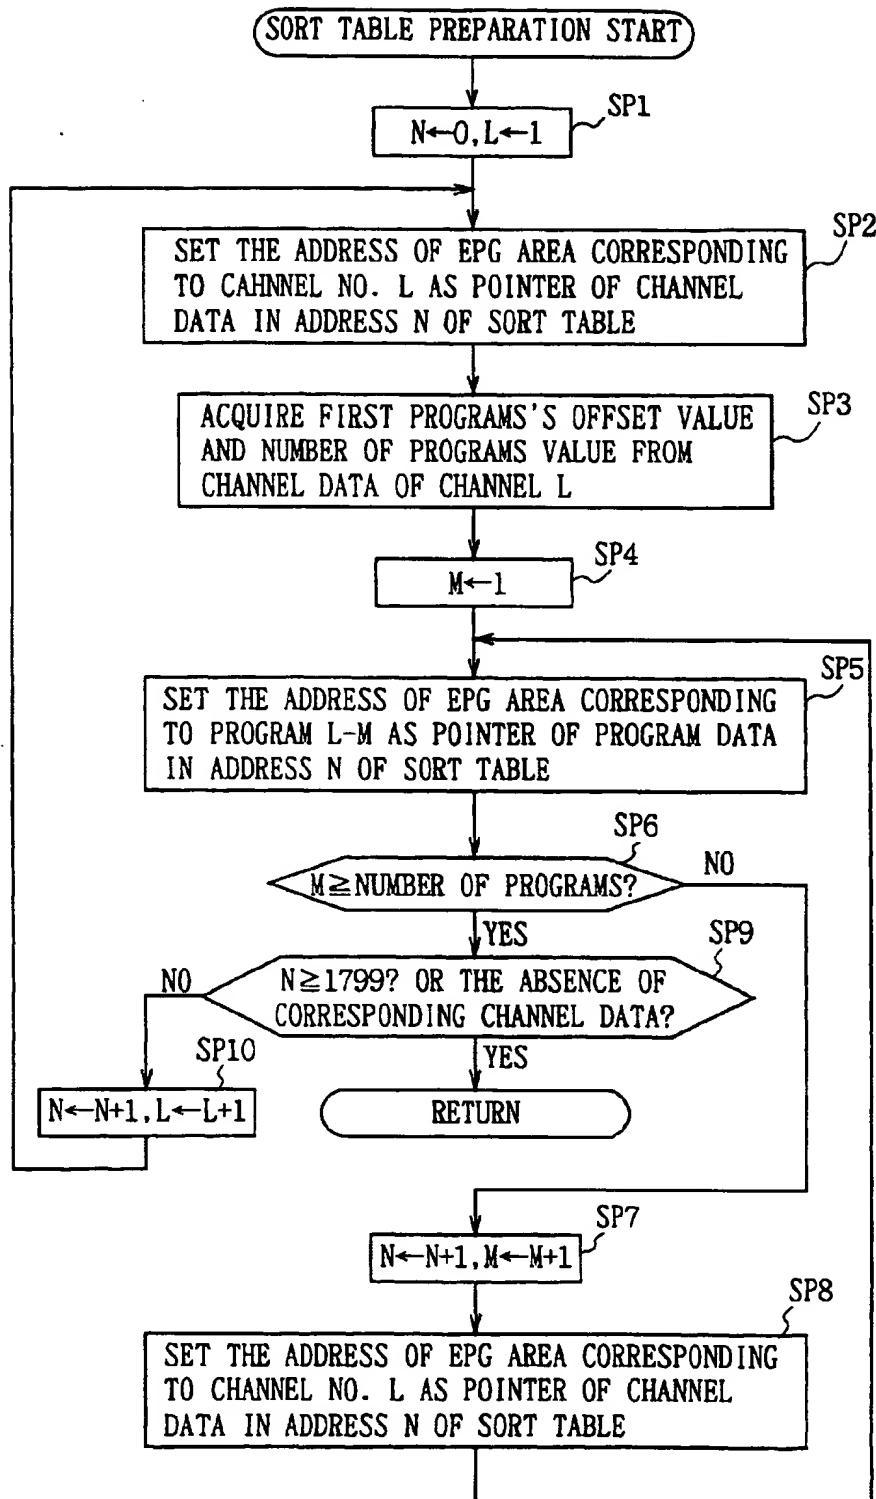 SORT TABLE PREPARATION START
SP1
N←0,L←1
SP2
SET THE ADDRESS OF EPG AREA CORRESPONDING
TO CAHNNEL NO. L AS POINTER OF CHANNEL
DATA IN ADDRESS N OF SORT TABLE
SP3
ACQUIRE FIRST PROGRAMS'S OFFSET VALUE
AND NUMBER OF PROGRAMS VALUE FROM
CHANNEL DATA OF CHANNEL L
SP4
M←1
SP5
SET THE ADDRESS OF EPG AREA CORRESPONDING
TO PROGRAM L-M AS POINTER OF PROGRAM DATA
IN ADDRESS N OF SORT TABLE
SP6
M≧NUMBER OF PROGRAMS?
NO
YES
SP9
N≧1799? OR THE ABSENCE OF
CORRESPONDING CHANNEL DATA?
NO
YES
SP10
N←N+1,L←L+1
RETURN
SP7
N←N+1,M←M+1
SP8
SET THE ADDRESS OF EPG AREA CORRESPONDING
TO CHANNEL NO. L AS POINTER OF CHANNEL
DATA IN ADDRESS N OF SORT TABLE